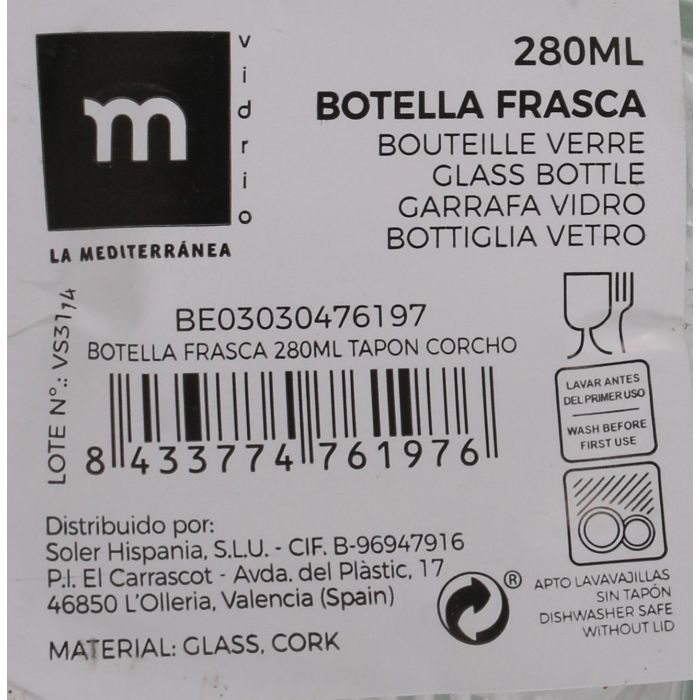 m
vidrio
LA MEDITERRÁNEA
280ML
BOTELLA FRASCA
BOUTEILLE VERRE
GLASS BOTTLE
GARRAFA VIDRO
BOTTIGLIA VETRO
LOTE Nº.: VS3174
BE03030476197
BOTELLA FRASCA 280ML TAPON CORCHO
8 433774 761976
LAVAR ANTES
DEL PRIMER USO
WASH BEFORE
FIRST USE
Distribuido por:
Soler Hispania, S.L.U. - CIF. B-96947916
P.I. El Carrascot - Avda. del Plàstic, 17
46850 L'Olleria, Valencia (Spain)
MATERIAL: GLASS, CORK
®
APTO LAVAVAJILLAS
SIN TAPÓN
DISHWASHER SAFE
WITHOUT LID